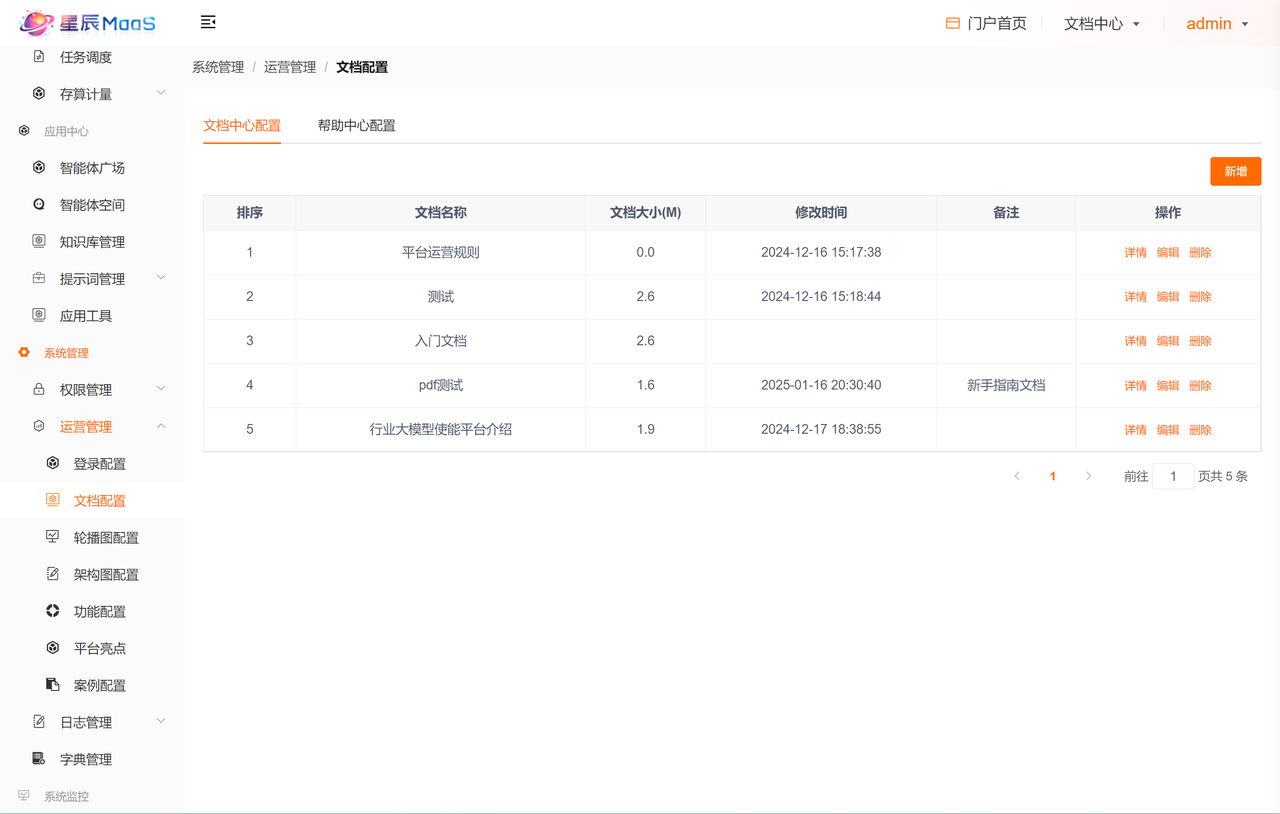 星辰MaaS
门户首页
文档中心
admin
任务调度
存算计量
应用中心
智能体广场
智能体空间
知识库管理
提示词管理
应用工具
系统管理
权限管理
运营管理
登录配置
文档配置
轮播图配置
架构图配置
功能配置
平台亮点
案例配置
日志管理
字典管理
系统监控
系统管理 / 运营管理 / 文档配置
文档中心配置 帮助中心配置
新增
排序 文档名称 文档大小(M) 修改时间 备注 操作
1 平台运营规则 0.0 2024-12-16 15:17:38 详情 编辑 删除
2 测试 2.6 2024-12-16 15:18:44 详情 编辑 删除
3 入门文档 2.6 详情 编辑 删除
4 pdf测试 1.6 2025-01-16 20:30:40 新手指南文档 详情 编辑 删除
5 行业大模型使能平台介绍 1.9 2024-12-17 18:38:55 详情 编辑 删除
1 前往 1 页共 5 条